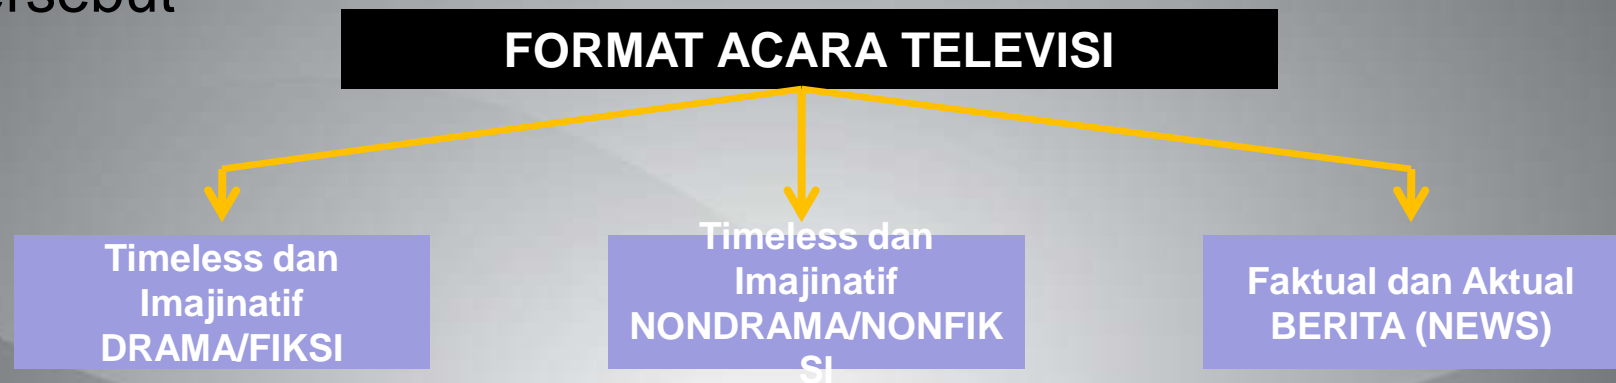 ersebut
FORMAT ACARA TELEVISI
Timeless dan
Imajinatif
DRAMA/FIKSI
Timeless dan
Imajinatif
NONDRAMA/NONFIK
SI
Faktual dan Aktual
BERITA (NEWS)